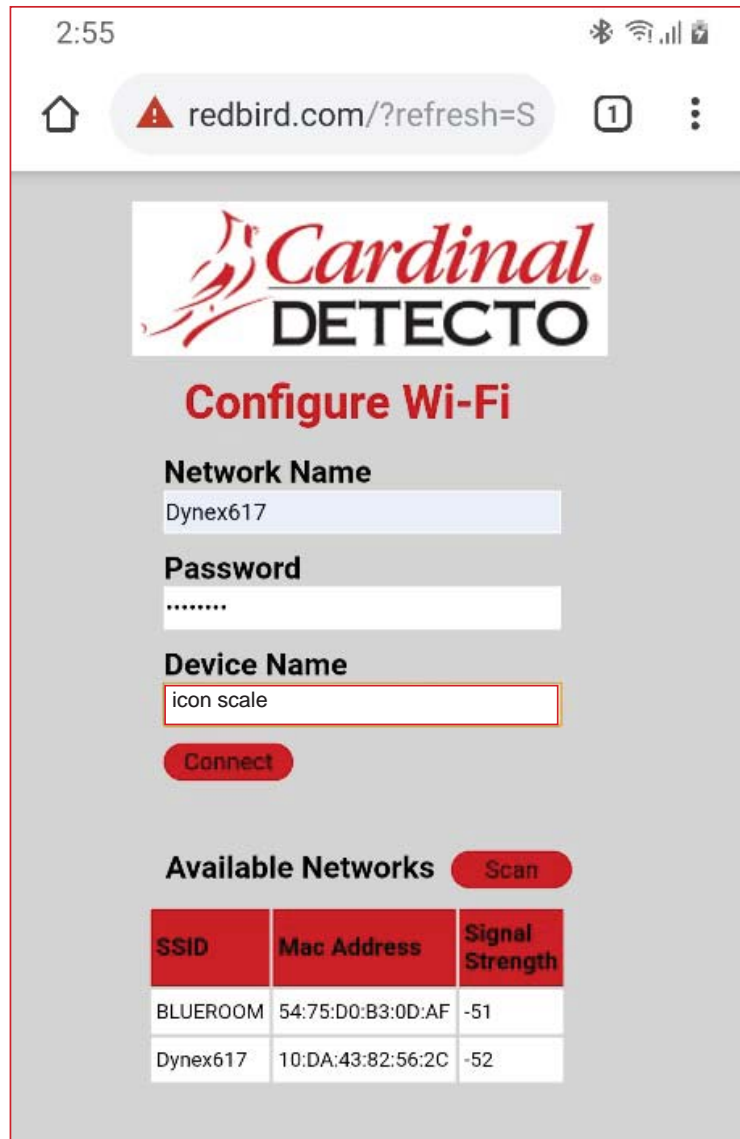 2:55
redbird.com/?refresh=S
1
Cardinal®
DETECTO
Configure Wi-Fi
Network Name
Dynex617
Password
••••••••
Device Name
icon scale
Connect
Available Networks Scan
SSID Mac Address Signal Strength
BLUEROOM 54:75:D0:B3:0D:AF -51
Dynex617 10:DA:43:82:56:2C -52